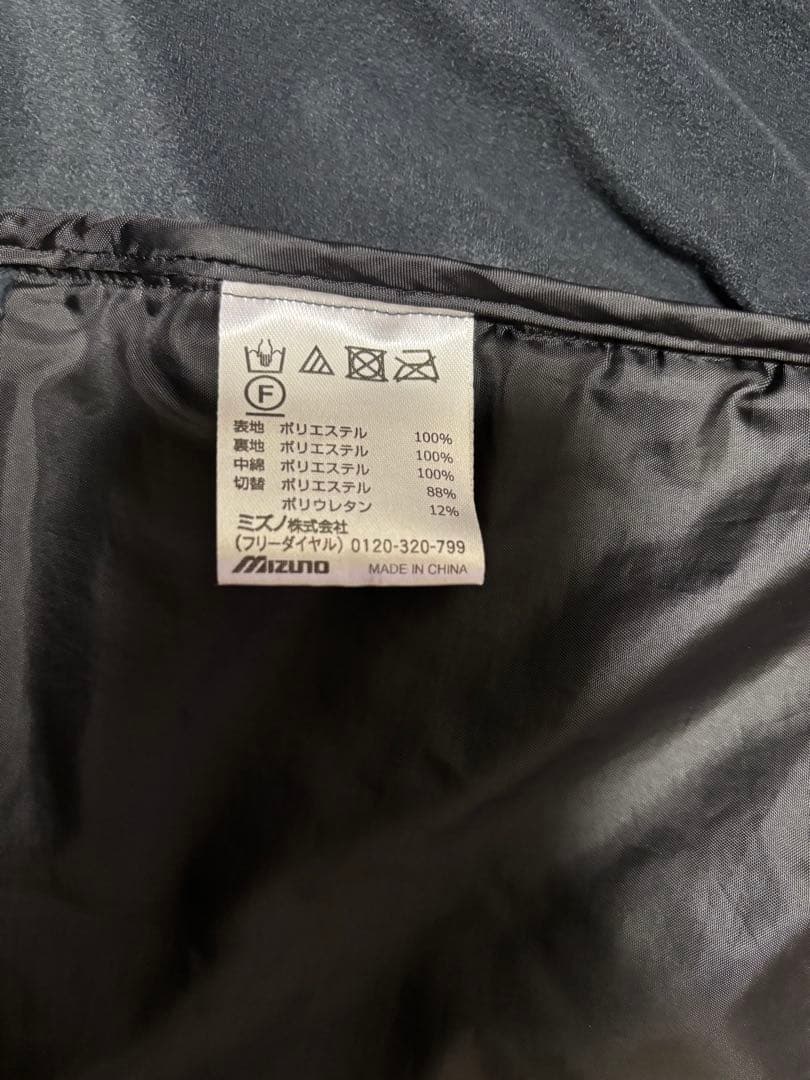 F
表地 ポリエステル 100%
裏地 ポリエステル 100%
中綿 ポリエステル 100%
切替 ポリエステル 88%
ポリウレタン 12%
ミズノ株式会社
(フリーダイヤル) 0120-320-799
MIZUNO MADE IN CHINA